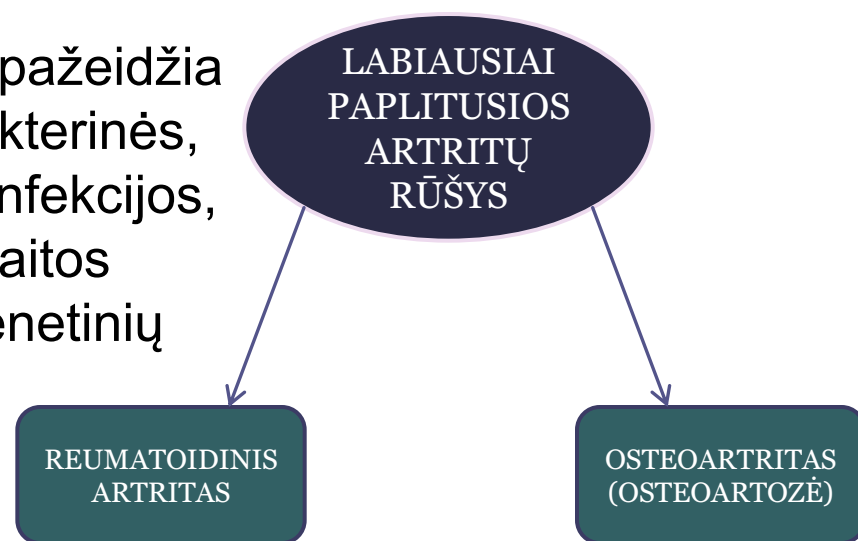 pažeidžia
kterinės,
nfekcijos,
aitos
enetinių
LABIAUSIAI
PAPLITUSIOS
ARTRITŲ
RŪŠYS
REUMATOIDINIS
ARTRITAS
OSTEOARTRITAS
(OSTEOARTOZĖ)